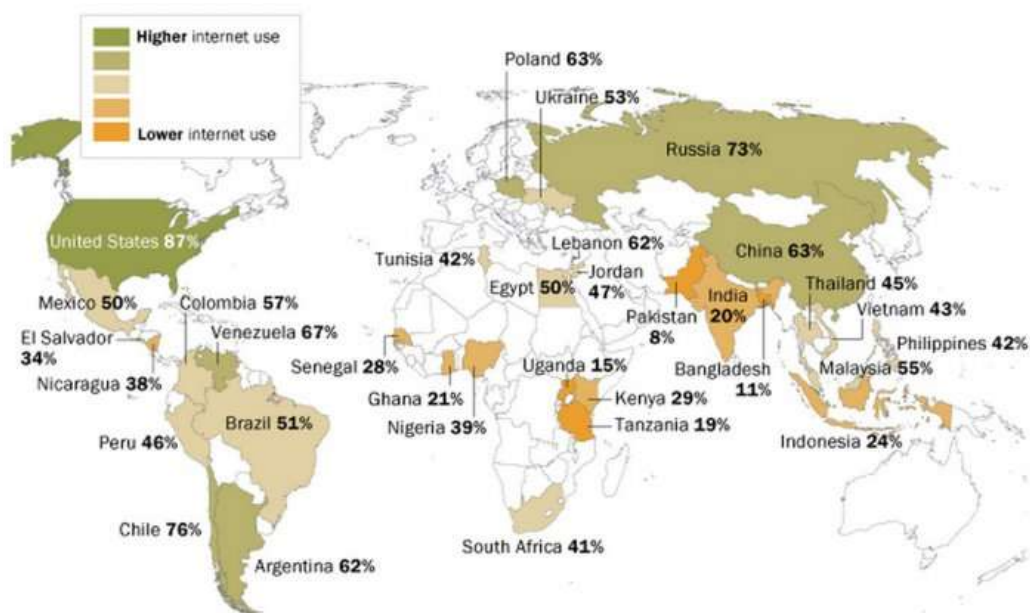 Higher internet use
Lower internet use
Poland 63%
Ukraine 53%
Russia 73%
United States 87%
Lebanon 62%
China 63%
Tunisia 42%
Jordan
47%
Egypt 50%
Thailand 45%
Mexico 50%
Colombia 57%
India
20%
Vietnam 43%
Pakistan
8%
El Salvador
34%
Venezuela 67%
Philippines 42%
Senegal 28%
Uganda 15%
Bangladesh
11%
Malaysia 55%
Nicaragua 38%
Ghana 21%
Kenya 29%
Brazil 51%
Nigeria 39%
Tanzania 19%
Peru 46%
Indonesia 24%
Chile 76%
South Africa 41%
Argentina 62%